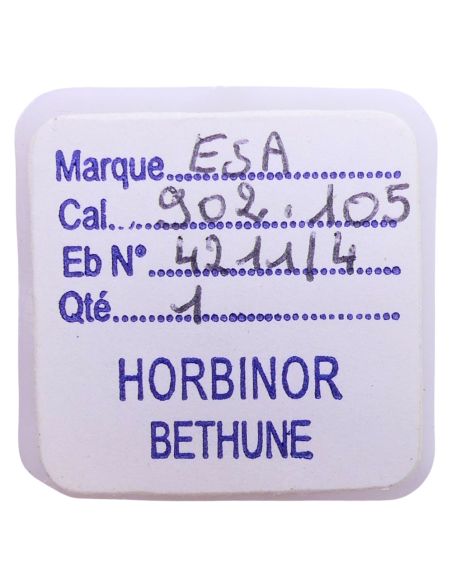 Marque ESA
Cal. 902.105
Eb N° 4211/4
Qté 1
HORBINOR
BETHUNE